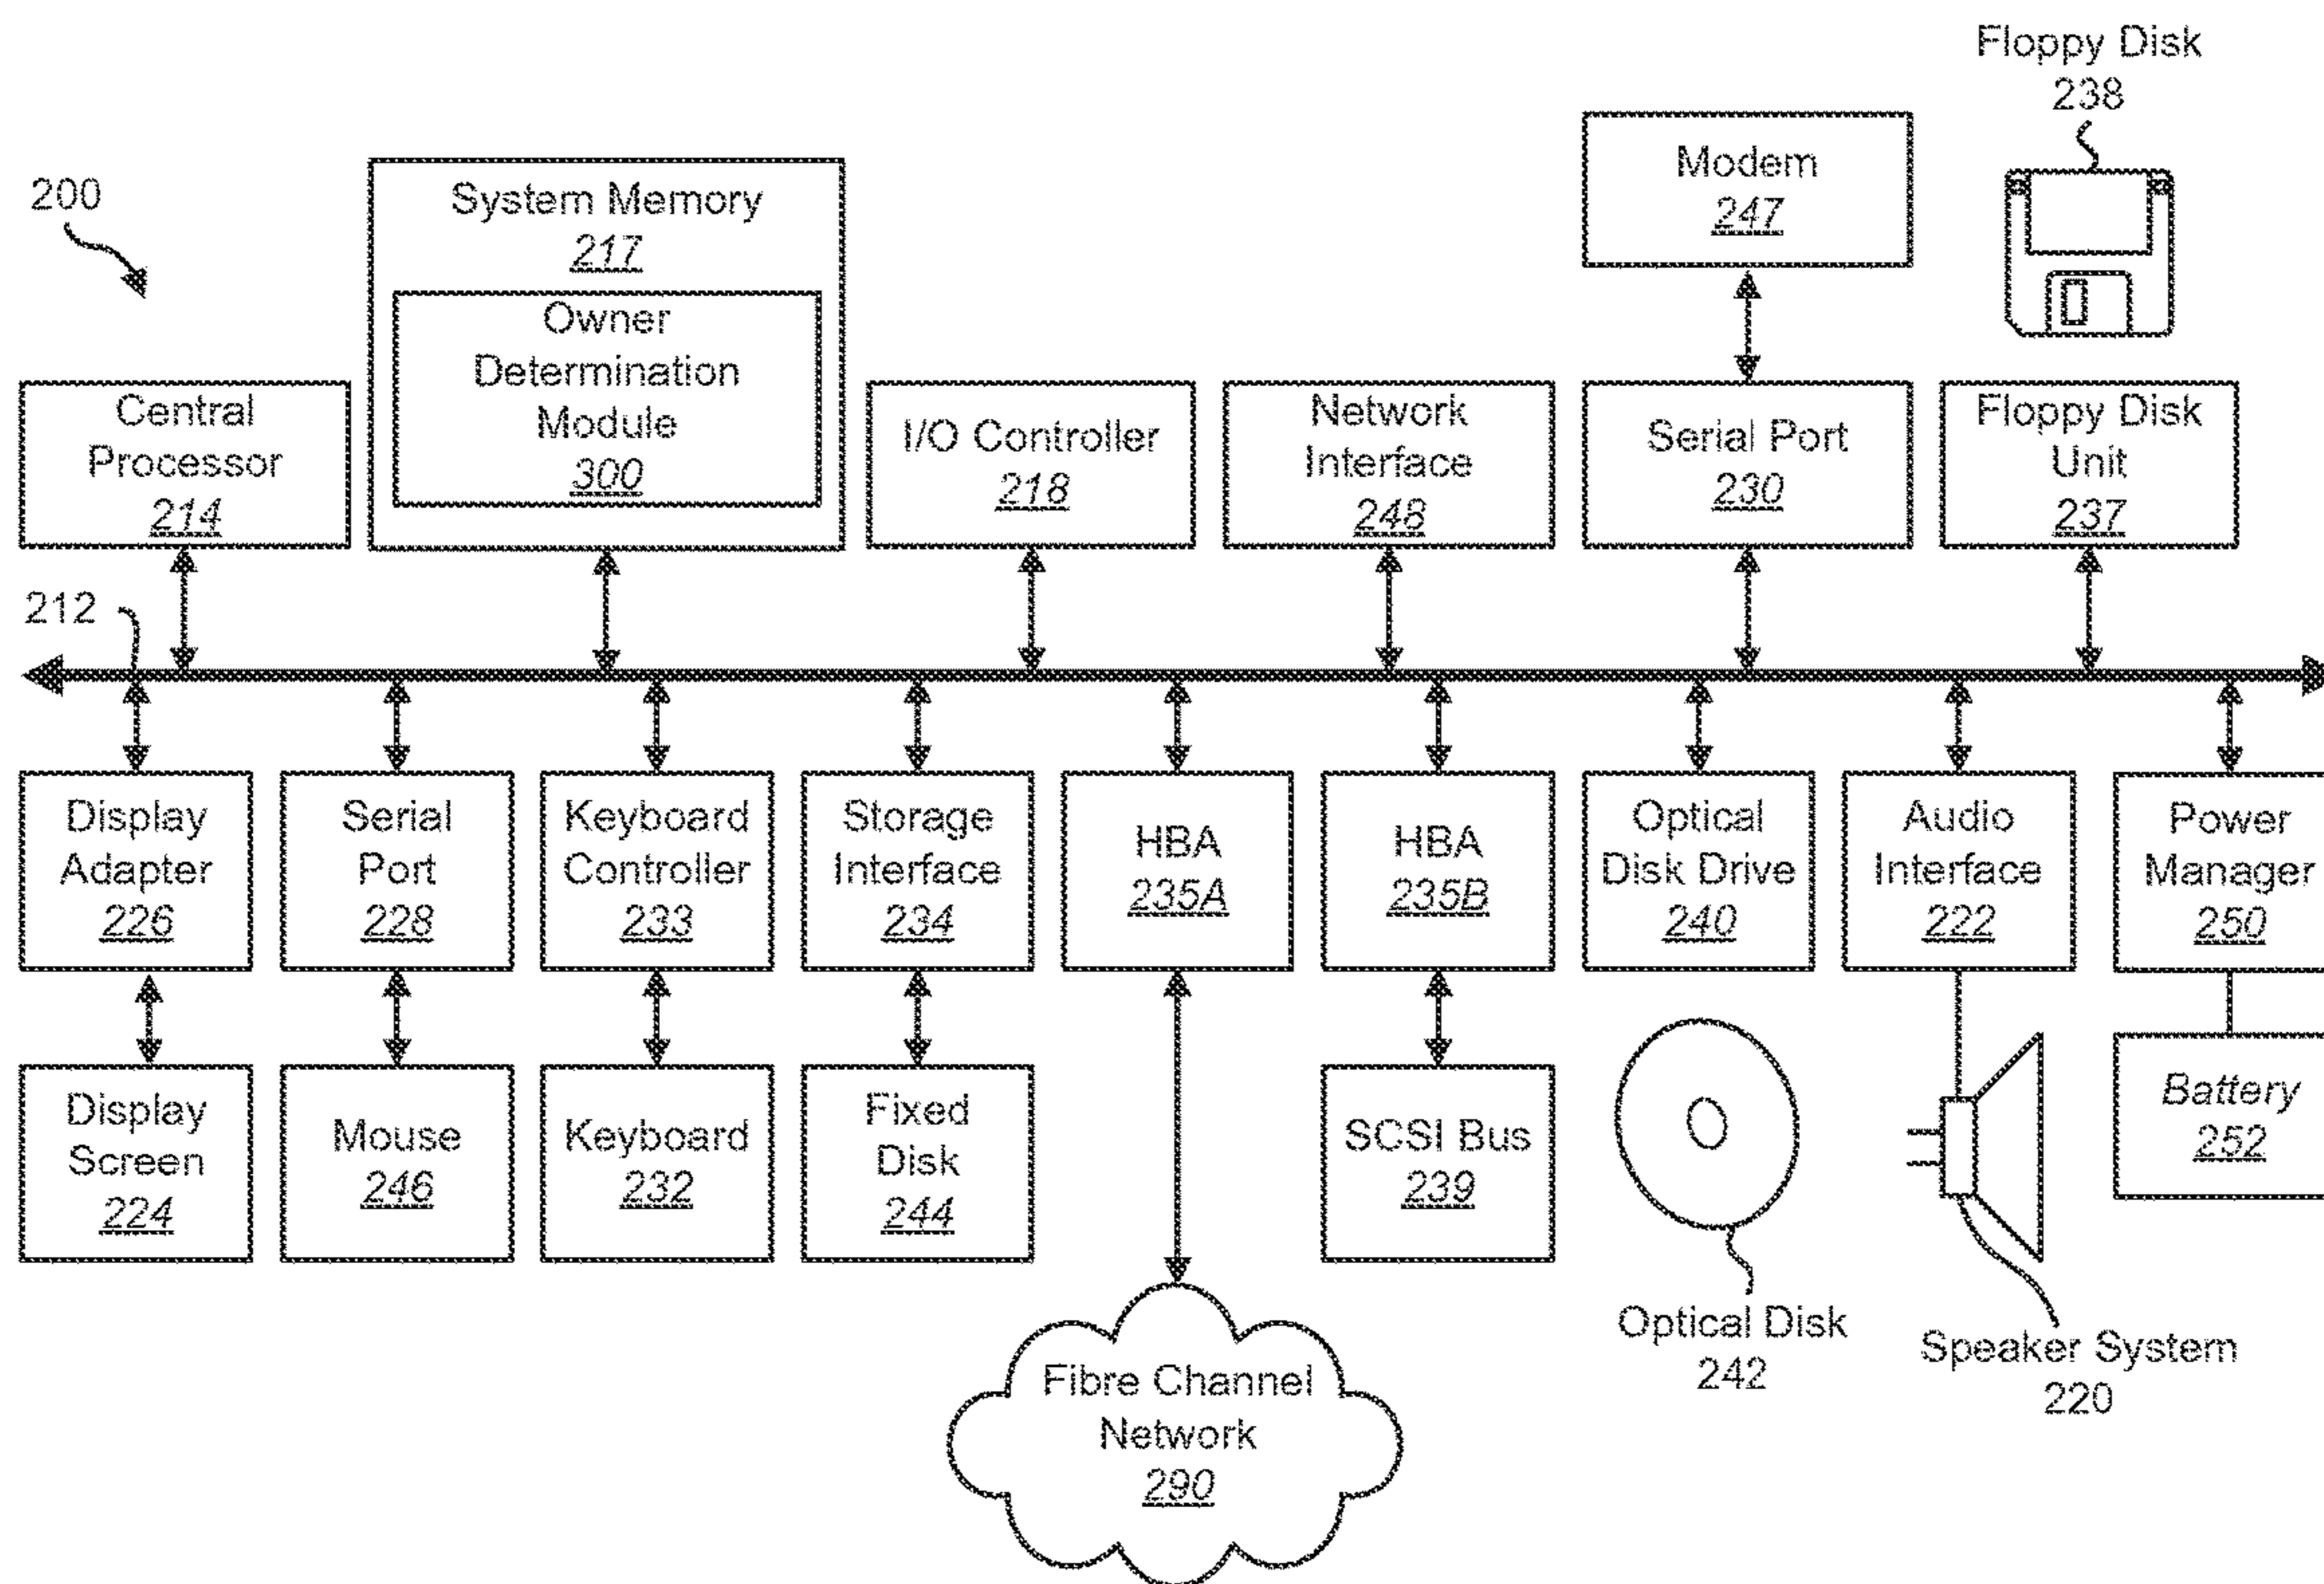 Floppy Disk
238
200
System Memory
217
Owner
Determination
Module
300
Modem
247
Central
Processor
214
I/O Controller
218
Network
Interface
248
Serial Port
230
Floppy Disk
Unit
237
212
Display
Adapter
226
Serial
Port
228
Keyboard
Controller
233
Storage
Interface
234
HBA
235A
HBA
235B
Optical
Disk Drive
240
Audio
Interface
222
Power
Manager
250
Display
Screen
224
Mouse
246
Keyboard
232
Fixed
Disk
244
SCSI Bus
239
Battery
252
Optical Disk
242
Speaker System
220
Fibre Channel
Network
290